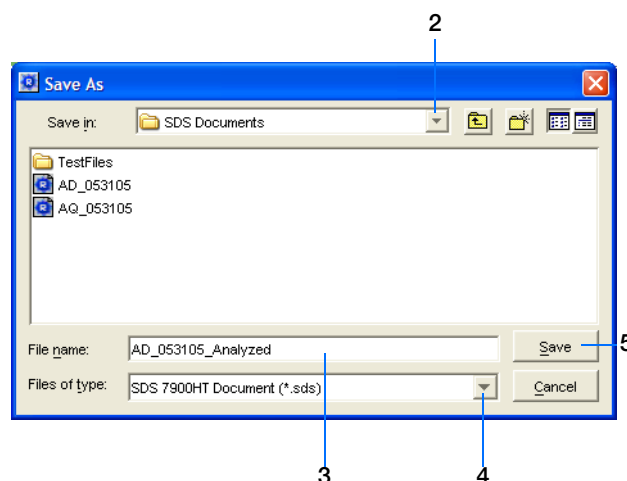 2
Save As
Save in: SDS Documents
TestFiles
AD_053105
AQ_053105
File name: AD_053105_Analyzed Save 5
Files of type: SDS 7900HT Document (*.sds) Cancel
3 4